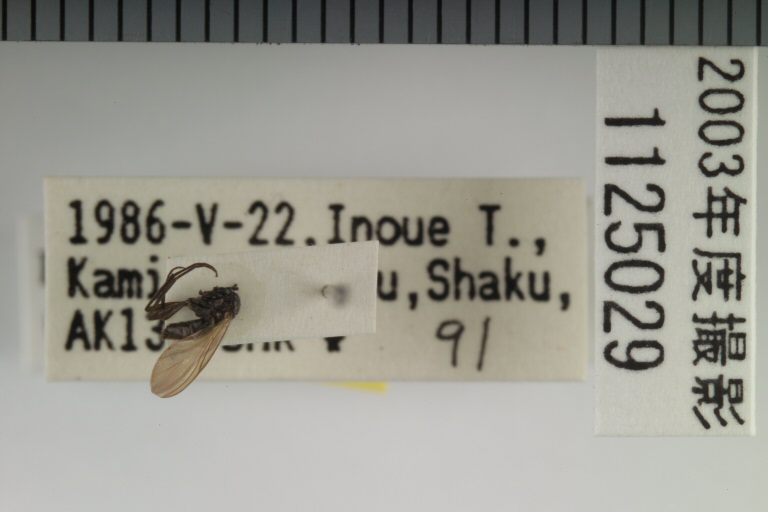 1986-V-22. Inoue T.,
Kami u, Shaku,
AK13
91
2003年度撮影
1125029